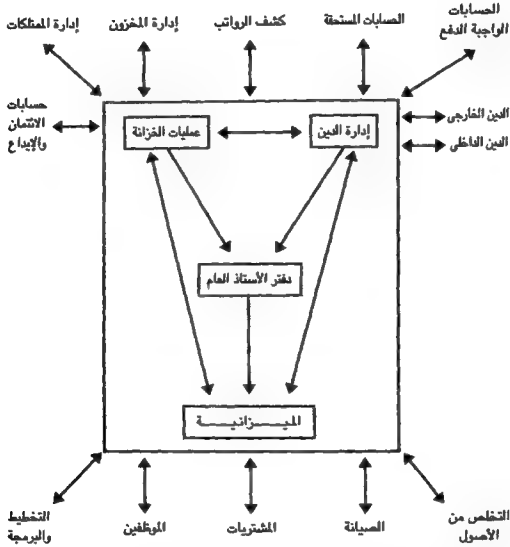 الحسابات
الواجبة الدفع
الحسابات المستحقة
كشف الرواتب
إدارة المخزون
إدارة الممتلكات
الدين الخارجي
الدين الداخلي
حسابات
الائتمان
والإيداع
إدارة الدين
عمليات الخزانة
دفتر الأستاذ العام
الميـــزانيـــة
التخلص من
الأصول
الصيانة
المشتريات
الموظفين
التخطيط
والبرمجة